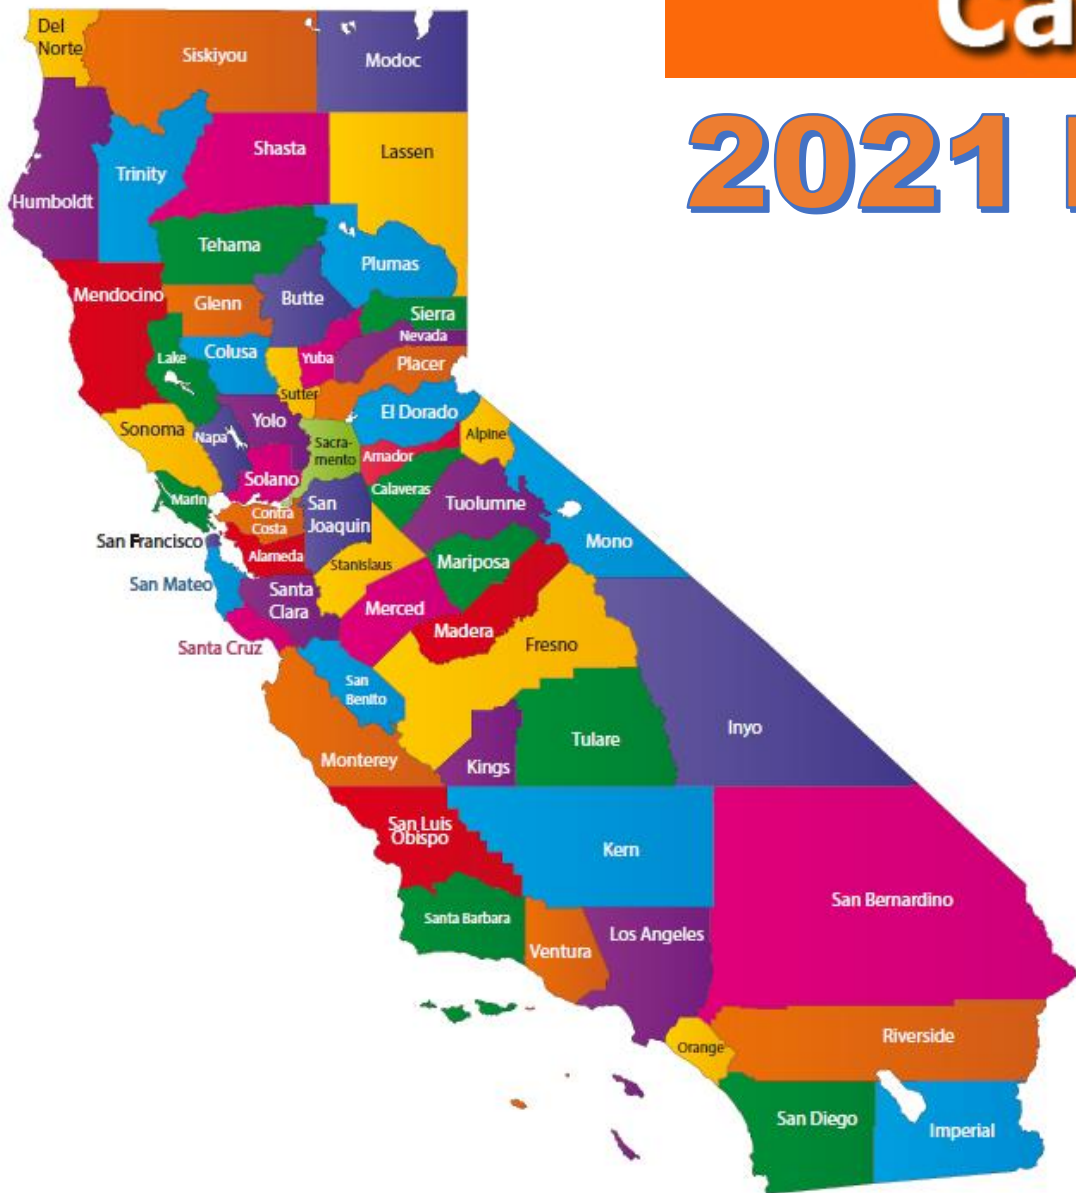 Ca
2021
Del
Norte
Siskiyou
Modoc
Humboldt
Trinity
Shasta
Lassen
Tehama
Plumas
Mendocino
Glenn
Butte
Sierra
Nevada
Lake
Colusa
Yuba
Placer
Sutter
Sonoma
Napa
Yolo
El Dorado
Sacra-
mento
Amador
Alpine
Solano
Calaveras
Marin
Contra
Costa
San
Joaquin
Tuolumne
San Francisco
Alameda
Stanislaus
Mariposa
Mono
San Mateo
Santa
Clara
Merced
Madera
Santa Cruz
Fresno
San
Benito
Monterey
Kings
Tulare
Inyo
San Luis
Obispo
Kern
San Bernardino
Santa Barbara
Ventura
Los Angeles
Orange
Riverside
San Diego
Imperial